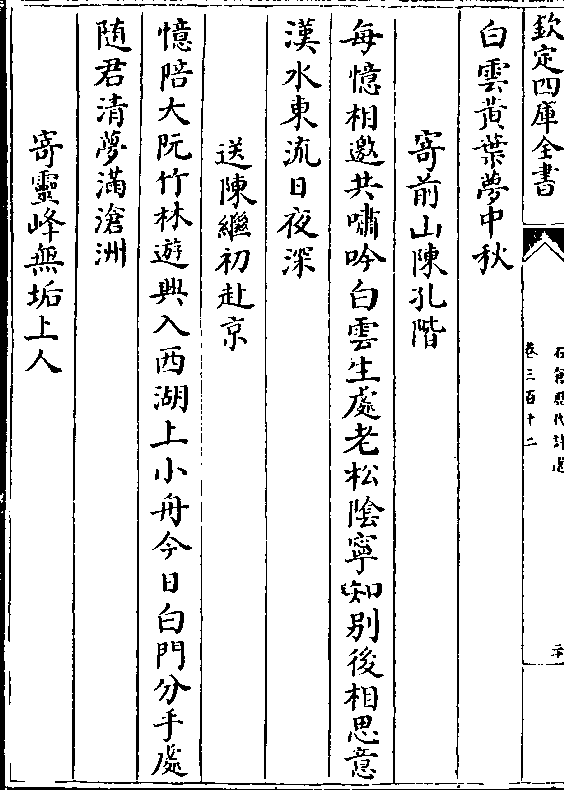 欽定四庫全書
石倉歴代詩選
卷三百十二
白雲黄葉夢中秋
寄前山陳孔階
每憶相邀共嘯吟白雲生處老松陰寧知别後相思意
漢水東流日夜深
送陳繼初赴京
憶陪大阮竹林遊興入西湖上小舟今日白門分手處
随君清夢滿滄洲
寄靈峰無垢上人